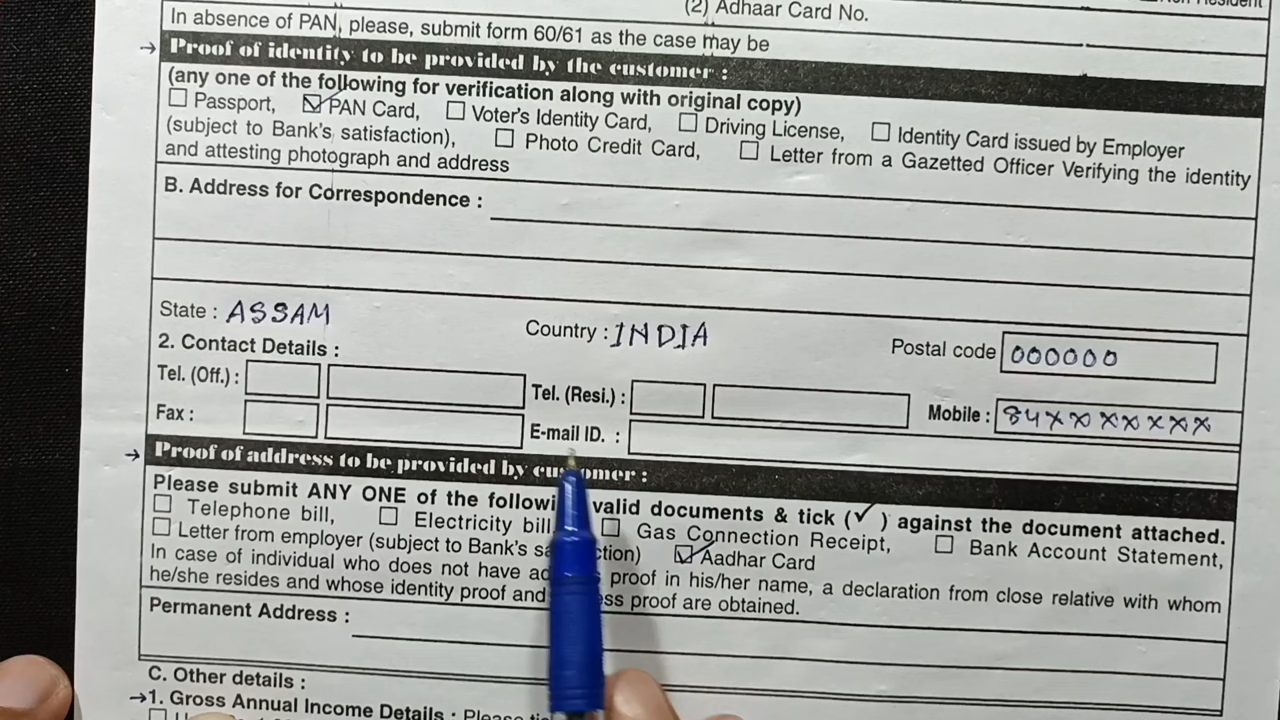 (2) Adhaar Card No.
In absence of PAN, please, submit form 60/61 as the case may be
→ Proof of identity to be provided by the customer :
(any one of the following for verification along with original copy)
☐ Passport, ☑ PAN Card, ☐ Voter's Identity Card, ☐ Driving License, ☐ Identity Card issued by Employer
(subject to Bank's satisfaction), ☐ Photo Credit Card, ☐ Letter from a Gazetted Officer Verifying the identity
and attesting photograph and address
B. Address for Correspondence :
State : ASSAM Country : INDIA Postal code 000000
2. Contact Details :
Tel. (Off.) : Tel. (Resi.) : Mobile : 84XXXXXXXX
Fax : E-mail ID. :
→ Proof of address to be provided by customer :
Please submit ANY ONE of the following valid documents & tick (✓) against the document attached.
☐ Telephone bill, ☐ Electricity bill ☐ Gas Connection Receipt, ☐ Bank Account Statement,
☐ Letter from employer (subject to Bank's satisfaction) ☑ Aadhar Card
In case of individual who does not have address proof in his/her name, a declaration from close relative with whom
he/she resides and whose identity proof and address proof are obtained.
Permanent Address :
C. Other details :
→1. Gross Annual Income Details : Please